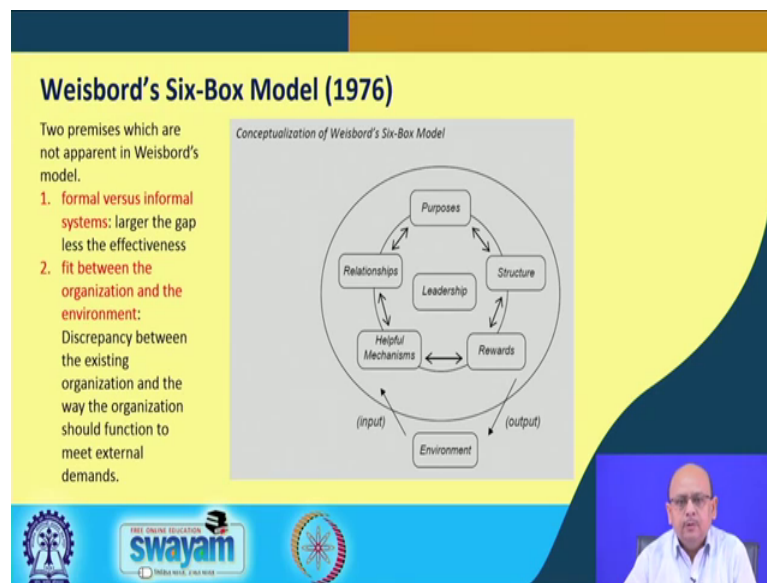 Weisbord's Six-Box Model (1976)
Two premises which are
not apparent in Weisbord's
model.
1. formal versus informal
systems: larger the gap
less the effectiveness
2. fit between the
organization and the
environment:
Discrepancy between
the existing
organization and the
way the organization
should function to
meet external
demands.
Conceptualization of Weisbord's Six-Box Model
Purposes
Relationships
Structure
Leadership
Helpful
Mechanisms
Rewards
(input)
(output)
Environment
FREE ONLINE EDUCATION
swayam